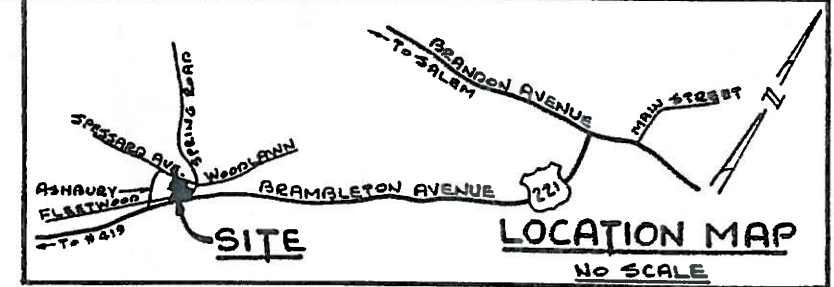 BRANDON AVENUE
← TO SALEM
MAIN STREET
N
SPRING ROAD
SPESSARD AVE.
WOODLAWN
ASHBURY
FLEETWOOD
BRAMBLETON AVENUE
221
← TO #419
SITE
LOCATION MAP
NO SCALE